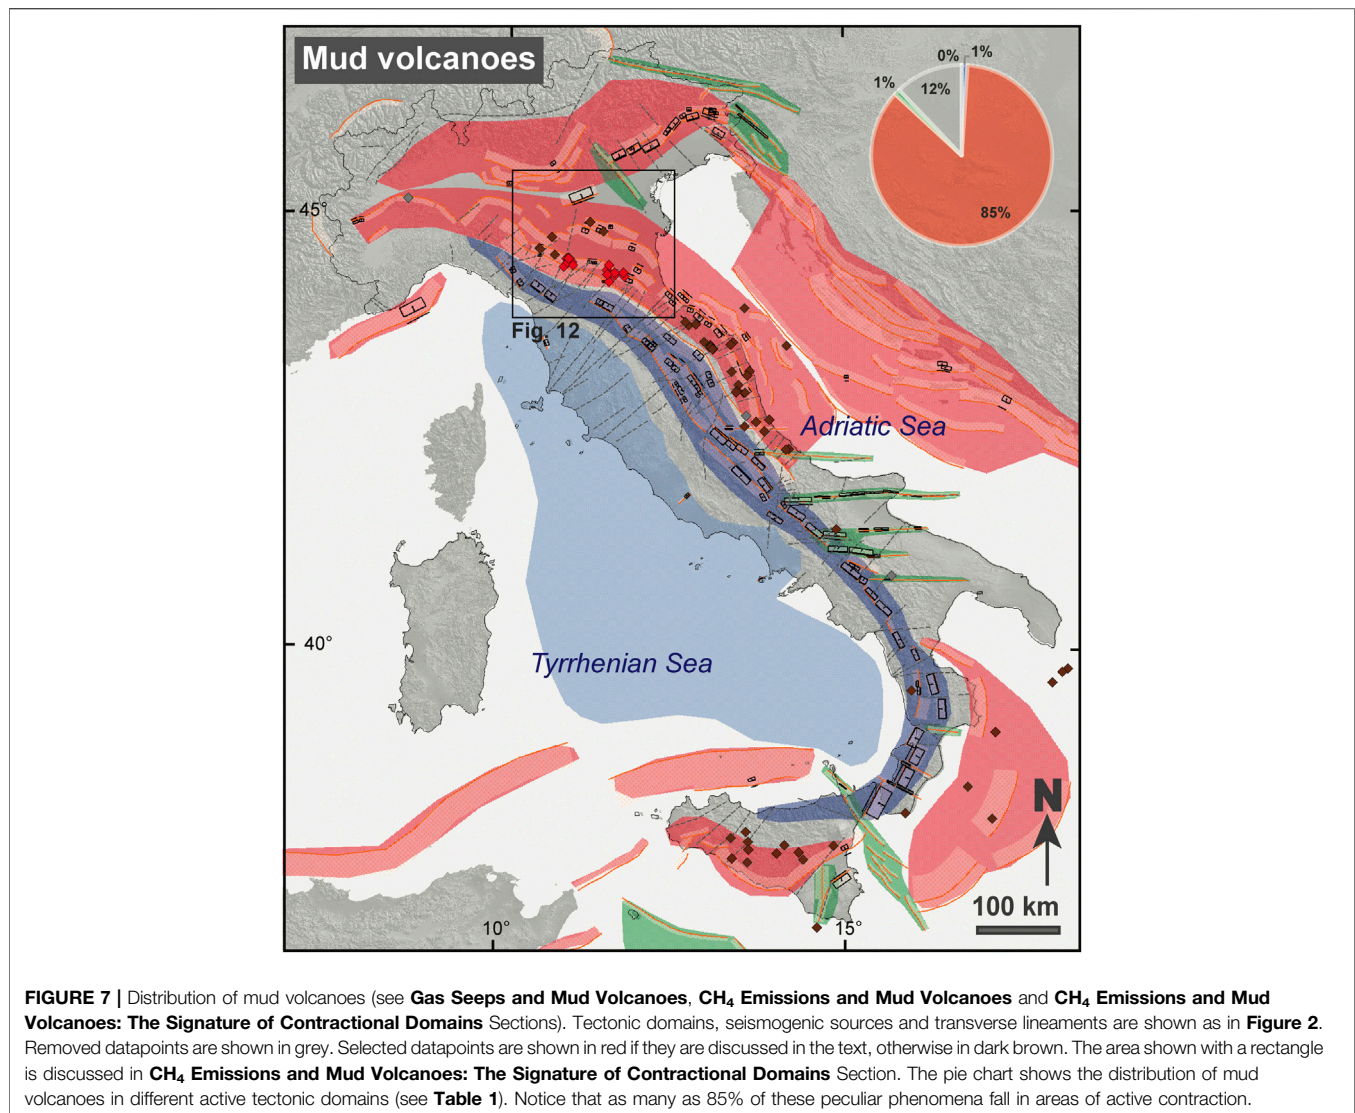 Mud volcanoes
0%
1%
1%
12%
85%
45°
Fig. 12
Adriatic Sea
40°
Tyrrhenian Sea
N
100 km
10°
15°
FIGURE 7 | Distribution of mud volcanoes (see Gas Seeps and Mud Volcanoes, CH₄ Emissions and Mud Volcanoes and CH₄ Emissions and Mud
Volcanoes: The Signature of Contractional Domains Sections). Tectonic domains, seismogenic sources and transverse lineaments are shown as in Figure 2.
Removed datapoints are shown in grey. Selected datapoints are shown in red if they are discussed in the text, otherwise in dark brown. The area shown with a rectangle
is discussed in CH₄ Emissions and Mud Volcanoes: The Signature of Contractional Domains Section. The pie chart shows the distribution of mud
volcanoes in different active tectonic domains (see Table 1). Notice that as many as 85% of these peculiar phenomena fall in areas of active contraction.